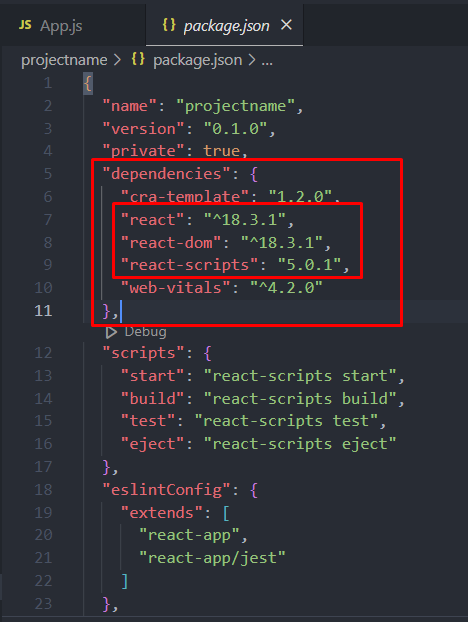 JS App.js
{} package.json ×
projectname > {} package.json > ...
1 {
2 "name": "projectname",
3 "version": "0.1.0",
4 "private": true,
5 "dependencies": {
6 "cra-template": "1.2.0",
7 "react": "^18.3.1",
8 "react-dom": "^18.3.1",
9 "react-scripts": "5.0.1",
10 "web-vitals": "^4.2.0"
11 },
Debug
12 "scripts": {
13 "start": "react-scripts start",
14 "build": "react-scripts build",
15 "test": "react-scripts test",
16 "eject": "react-scripts eject"
17 },
18 "eslintConfig": {
19 "extends": [
20 "react-app",
21 "react-app/jest"
22 ]
23 },